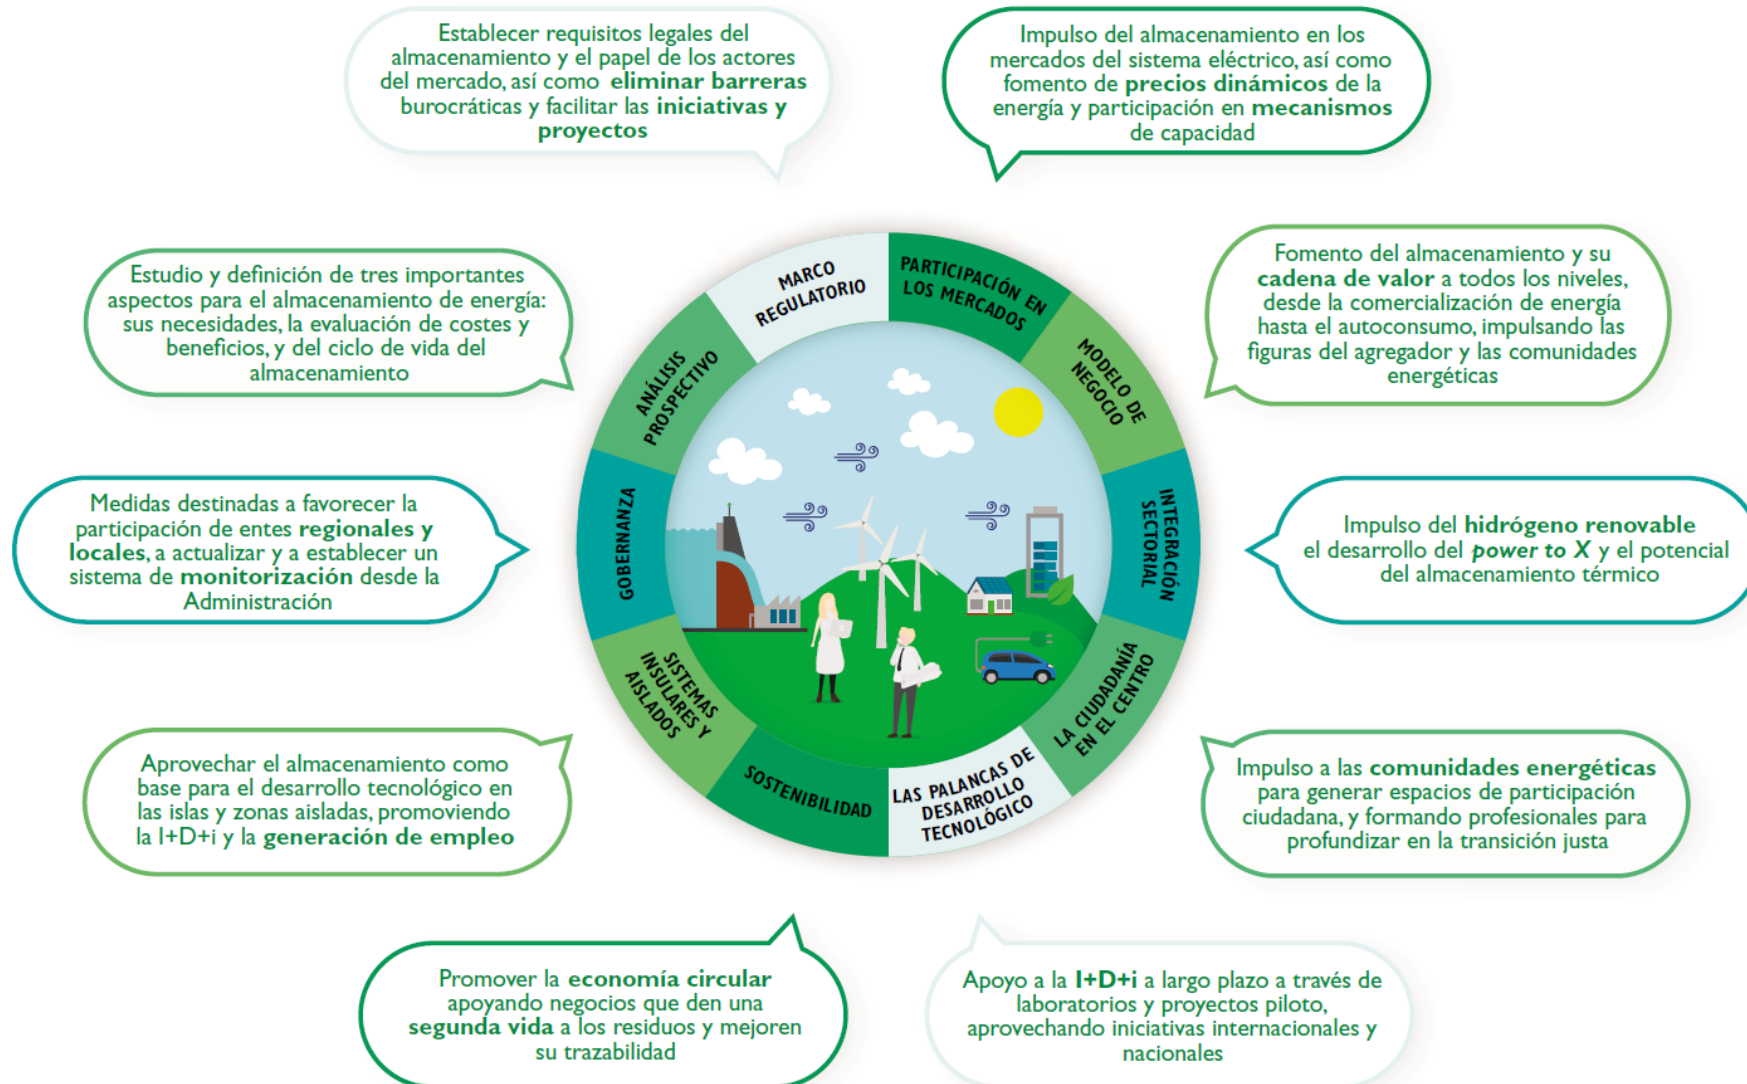 Establecer requisitos legales del
almacenamiento y el papel de los actores
del mercado, así como eliminar barreras
burocráticas y facilitar las iniciativas y
proyectos
Impulso del almacenamiento en los
mercados del sistema eléctrico, así como
fomento de precios dinámicos de la
energía y participación en mecanismos
de capacidad
Estudio y definición de tres importantes
aspectos para el almacenamiento de energía:
sus necesidades, la evaluación de costes y
beneficios, y del ciclo de vida del
almacenamiento
Fomento del almacenamiento y su
cadena de valor a todos los niveles,
desde la comercialización de energía
hasta el autoconsumo, impulsando las
figuras del agregador y las comunidades
energéticas
Medidas destinadas a favorecer la
participación de entes regionales y
locales, a actualizar y a establecer un
sistema de monitorización desde la
Administración
Impulso del hidrógeno renovable
el desarrollo del power to X y el potencial
del almacenamiento térmico
Aprovechar el almacenamiento como
base para el desarrollo tecnológico en
las islas y zonas aisladas, promoviendo
la I+D+i y la generación de empleo
Impulso a las comunidades energéticas
para generar espacios de participación
ciudadana, y formando profesionales para
profundizar en la transición justa
Promover la economía circular
apoyando negocios que den una
segunda vida a los residuos y mejoren
su trazabilidad
Apoyo a la I+D+i a largo plazo a través de
laboratorios y proyectos piloto,
aprovechando iniciativas internacionales y
nacionales
MARCO
REGULATORIO
PARTICIPACIÓN EN
LOS MERCADOS
MODELO DE
NEGOCIO
INTEGRACIÓN
SECTORIAL
LA CIUDADANÍA
EN EL CENTRO
LAS PALANCAS DE
DESARROLLO
TECNOLÓGICO
SOSTENIBILIDAD
SISTEMAS
INSULARES Y
AISLADOS
GOBERNANZA
ANÁLISIS
PROSPECTIVO